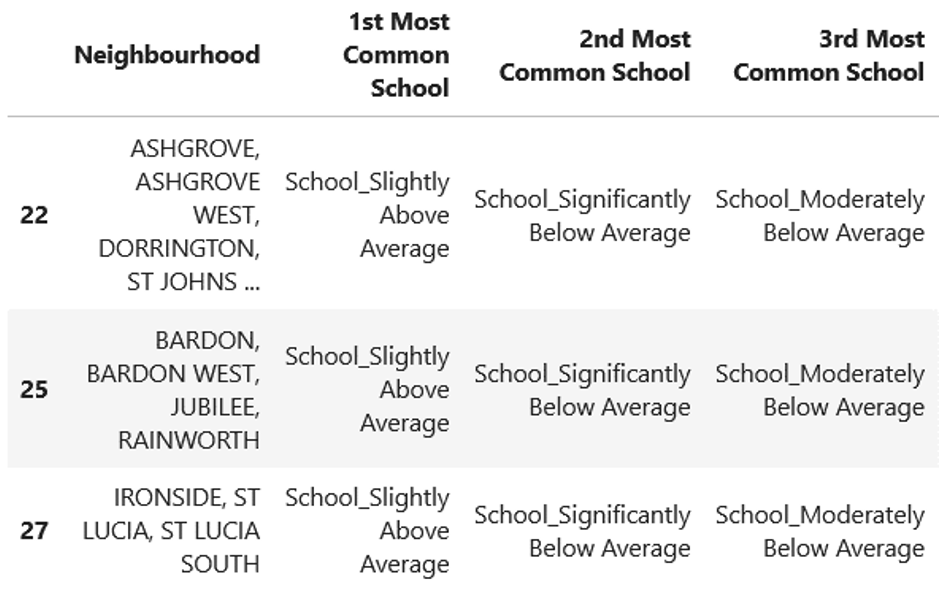 Neighbourhood
1st Most
Common
School
2nd Most
Common School
3rd Most
Common School
22
ASHGROVE,
ASHGROVE
WEST,
DORRINGTON,
ST JOHNS ...
School_Slightly
Above
Average
School_Significantly
Below Average
School_Moderately
Below Average
25
BARDON,
BARDON WEST,
JUBILEE,
RAINWORTH
School_Slightly
Above
Average
School_Significantly
Below Average
School_Moderately
Below Average
27
IRONSIDE, ST
LUCIA, ST LUCIA
SOUTH
School_Slightly
Above
Average
School_Significantly
Below Average
School_Moderately
Below Average